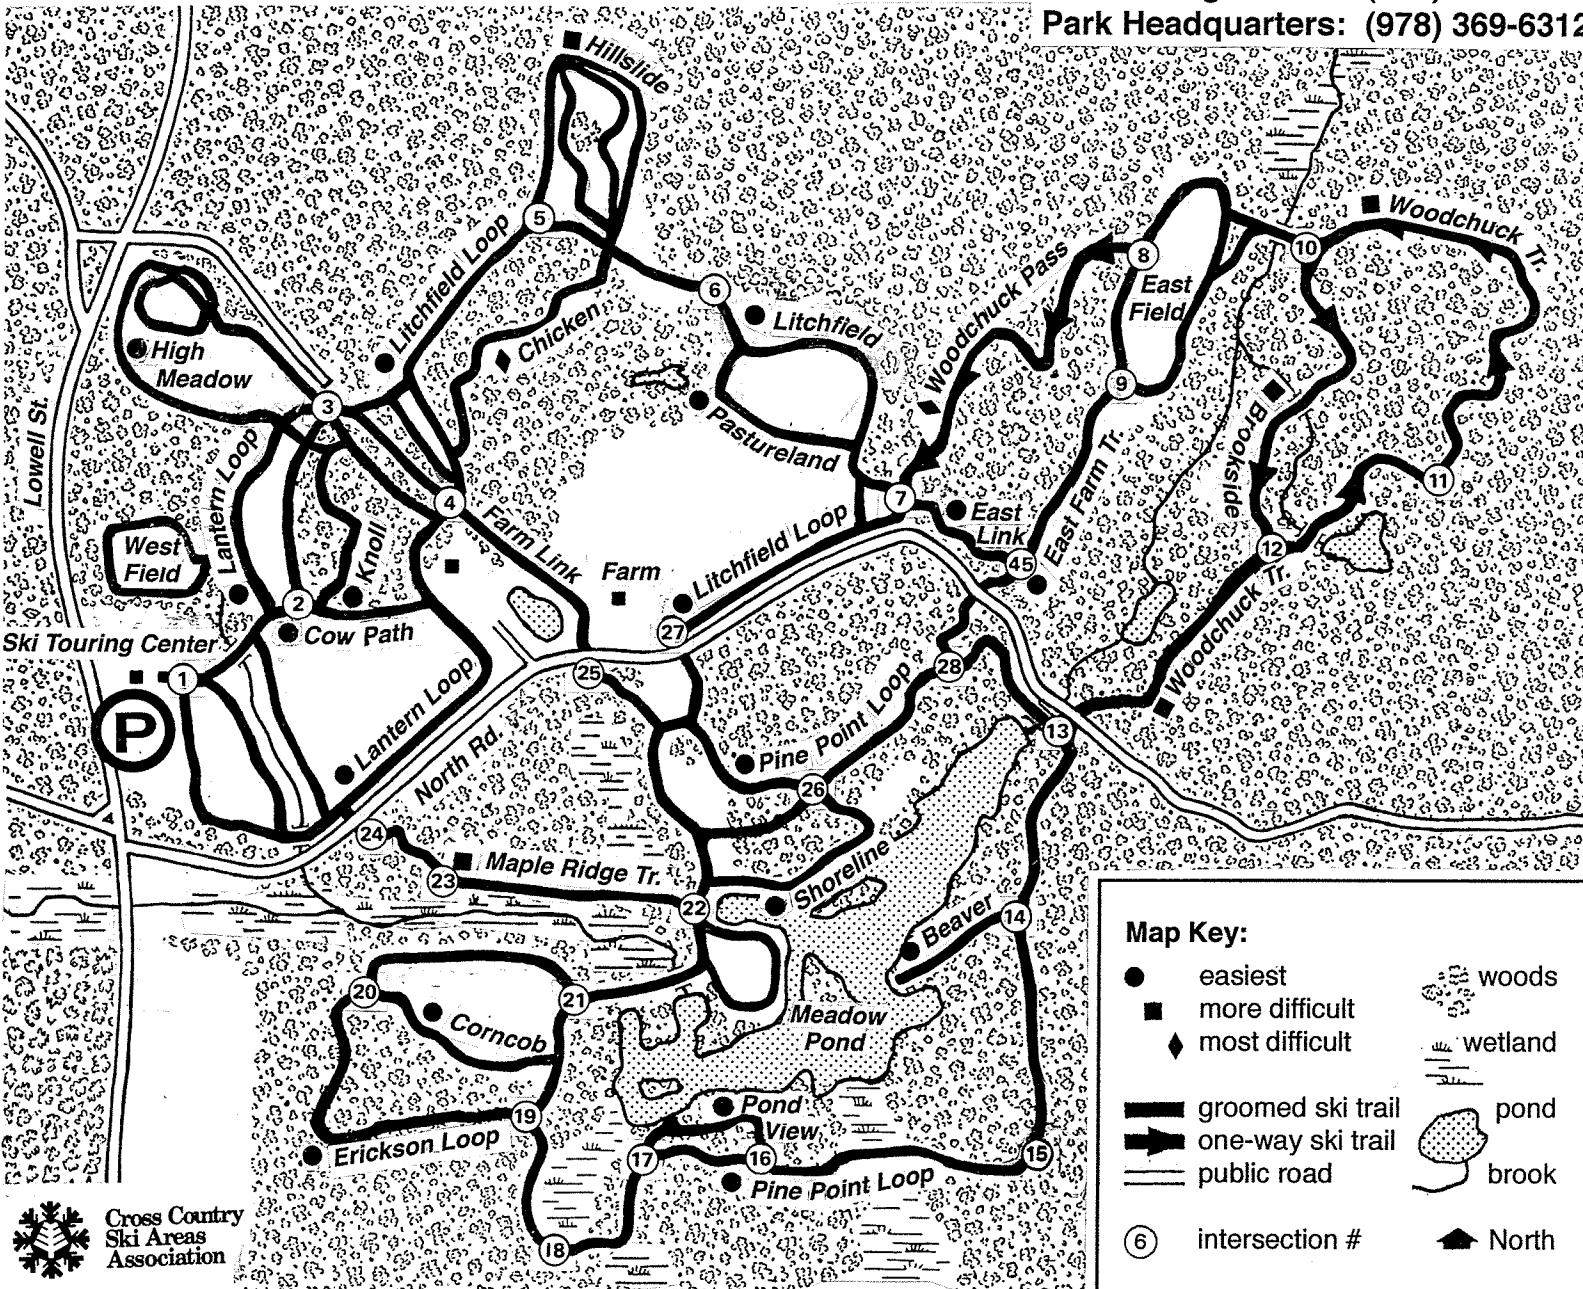 Park Headquarters: (978) 369-6312
Hillslide
Woodchuck Tr.
5
Litchfield Loop
10
8
Woodchuck Pass
East
Field
6
Litchfield
Chicken
High
Meadow
3
9
Pastureland
Brookside
Lowell St.
Lantern Loop
East Farm Tr.
11
4
7
Farm Link
East
Link
Litchfield Loop
West
Field
Knoll
Farm
45
12
2
Cow Path
27
Woodchuck Tr.
Ski Touring Center
1
25
28
P
Lantern Loop
North Rd.
Pine Point Loop
13
26
24
Maple Ridge Tr.
23
Shoreline
22
Beaver
14
20
21
Corncob
Meadow
Pond
19
Erickson Loop
Pond
View
17
16
15
Pine Point Loop
18
Cross Country
Ski Areas
Association
Map Key:
easiest
more difficult
most difficult
groomed ski trail
one-way ski trail
public road
6 intersection #
woods
wetland
pond
brook
North